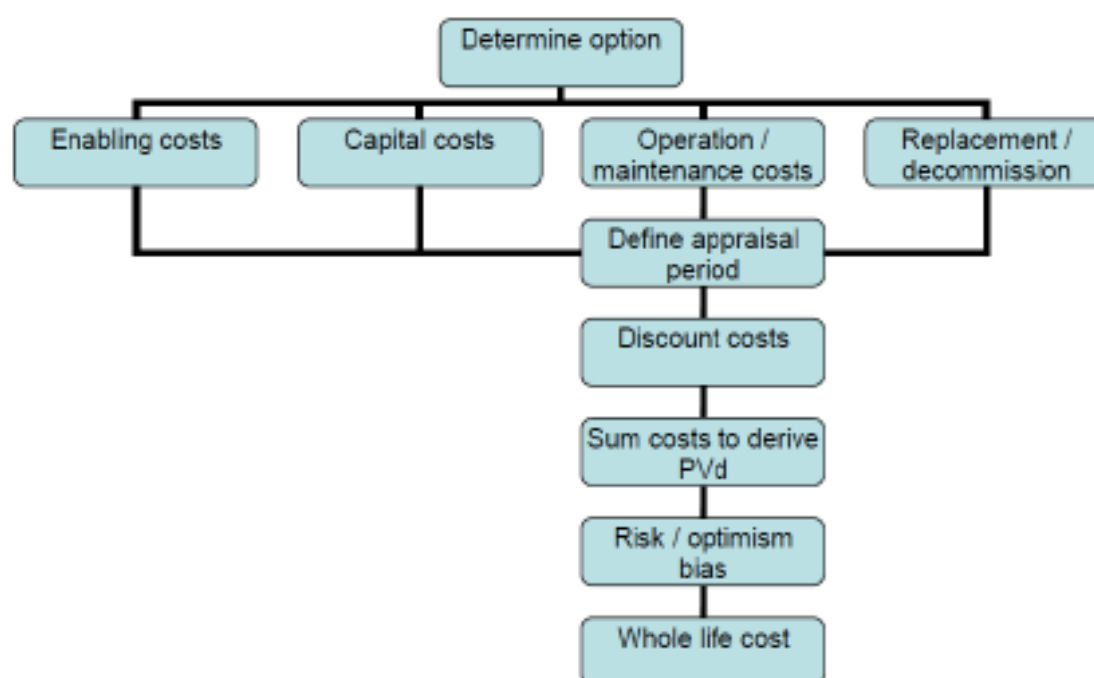 Determine option
Enabling costs
Capital costs
Operation /
maintenance costs
Replacement /
decommission
Define appraisal
period
Discount costs
Sum costs to derive
PVd
Risk / optimism
bias
Whole life cost